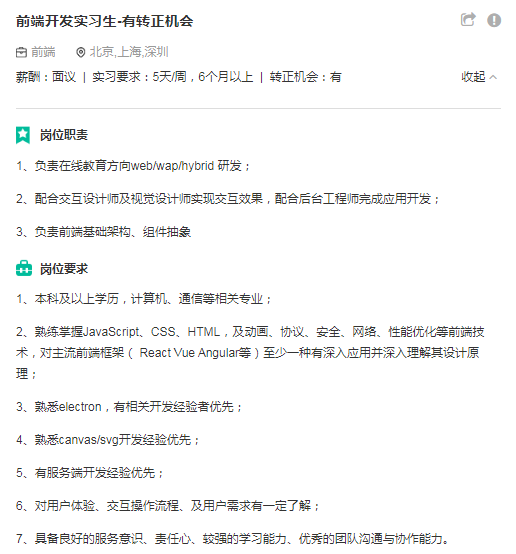 前端开发实习生-有转正机会
前端 北京,上海,深圳
薪酬：面议 | 实习要求：5天/周，6个月以上 | 转正机会：有 收起
岗位职责
1、负责在线教育方向web/wap/hybrid 研发；
2、配合交互设计师及视觉设计师实现交互效果，配合后台工程师完成应用开发；
3、负责前端基础架构、组件抽象
岗位要求
1、本科及以上学历，计算机、通信等相关专业；
2、熟练掌握JavaScript、CSS、HTML，及动画、协议、安全、网络、性能优化等前端技
术，对主流前端框架（ React Vue Angular等）至少一种有深入应用并深入理解其设计原
理；
3、熟悉electron，有相关开发经验者优先；
4、熟悉canvas/svg开发经验优先；
5、有服务端开发经验优先；
6、对用户体验、交互操作流程、及用户需求有一定了解；
7、具备良好的服务意识、责任心、较强的学习能力、优秀的团队沟通与协作能力。